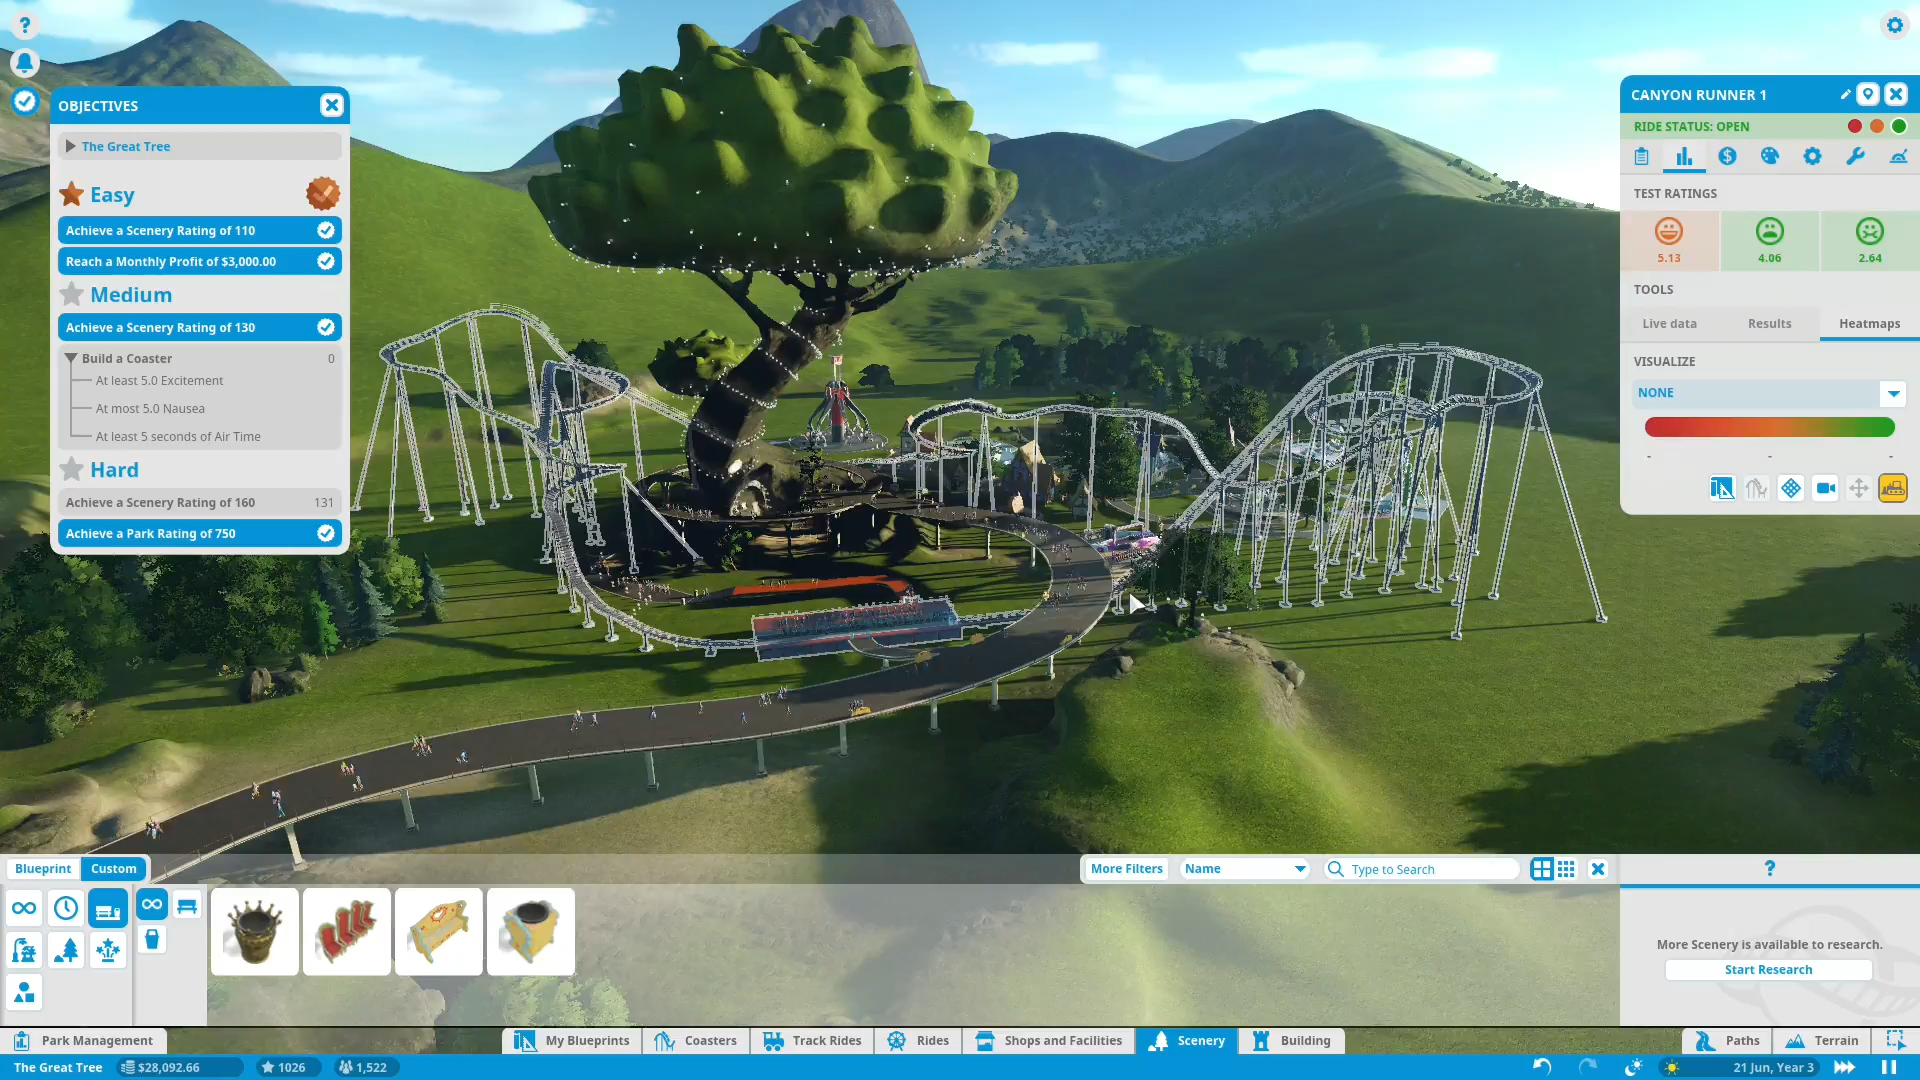 OBJECTIVES
The Great Tree
Easy
Achieve a Scenery Rating of 110
Reach a Monthly Profit of $3,000.00
Medium
Achieve a Scenery Rating of 130
Build a Coaster 0
At least 5.0 Excitement
At most 5.0 Nausea
At least 5 seconds of Air Time
Hard
Achieve a Scenery Rating of 160 131
Achieve a Park Rating of 750
CANYON RUNNER 1
RIDE STATUS: OPEN
TEST RATINGS
5.13 4.06 2.64
TOOLS
Live data Results Heatmaps
VISUALIZE
NONE
- - -
Blueprint Custom
More Filters Name Type to Search
?
More Scenery is available to research.
Start Research
Park Management My Blueprints Coasters Track Rides Rides Shops and Facilities Scenery Building Paths Terrain
The Great Tree $28,092.66 1026 1,522 21 Jun, Year 3